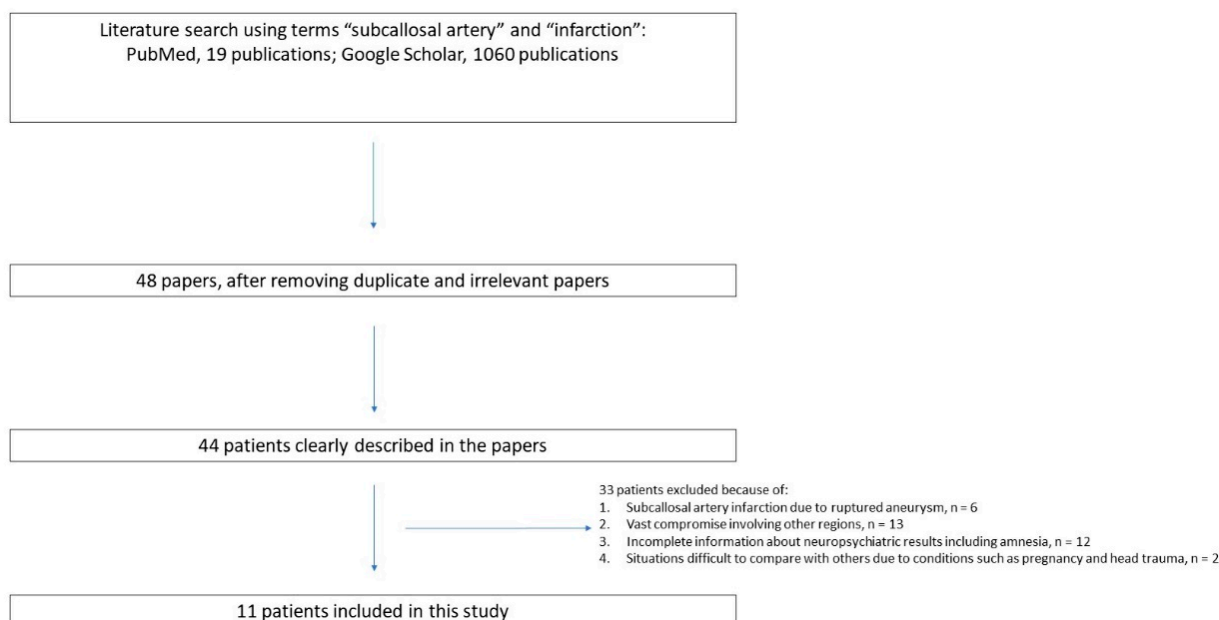 Literature search using terms “subcallosal artery” and “infarction”:
PubMed, 19 publications; Google Scholar, 1060 publications
48 papers, after removing duplicate and irrelevant papers
44 patients clearly described in the papers
33 patients excluded because of:
1. Subcallosal artery infarction due to ruptured aneurysm, n = 6
2. Vast compromise involving other regions, n = 13
3. Incomplete information about neuropsychiatric results including amnesia, n = 12
4. Situations difficult to compare with others due to conditions such as pregnancy and head trauma, n = 2
11 patients included in this study